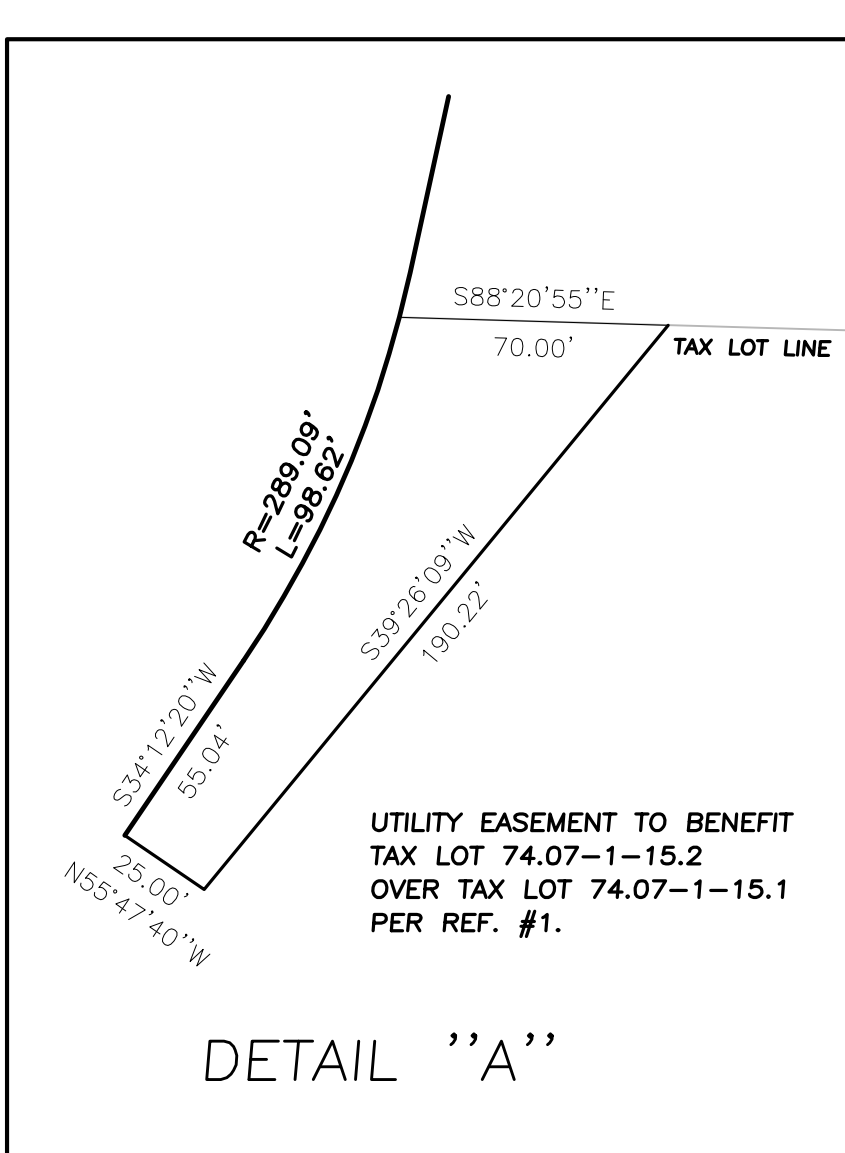 S88°20'55''E
70.00'
TAX LOT LINE
R=289.09'
L=98.62'
S39°26'09''W
190.22'
S34°12'20''W
55.04'
25.00'
N55°47'40''W
UTILITY EASEMENT TO BENEFIT
TAX LOT 74.07-1-15.2
OVER TAX LOT 74.07-1-15.1
PER REF. #1.
DETAIL ''A''